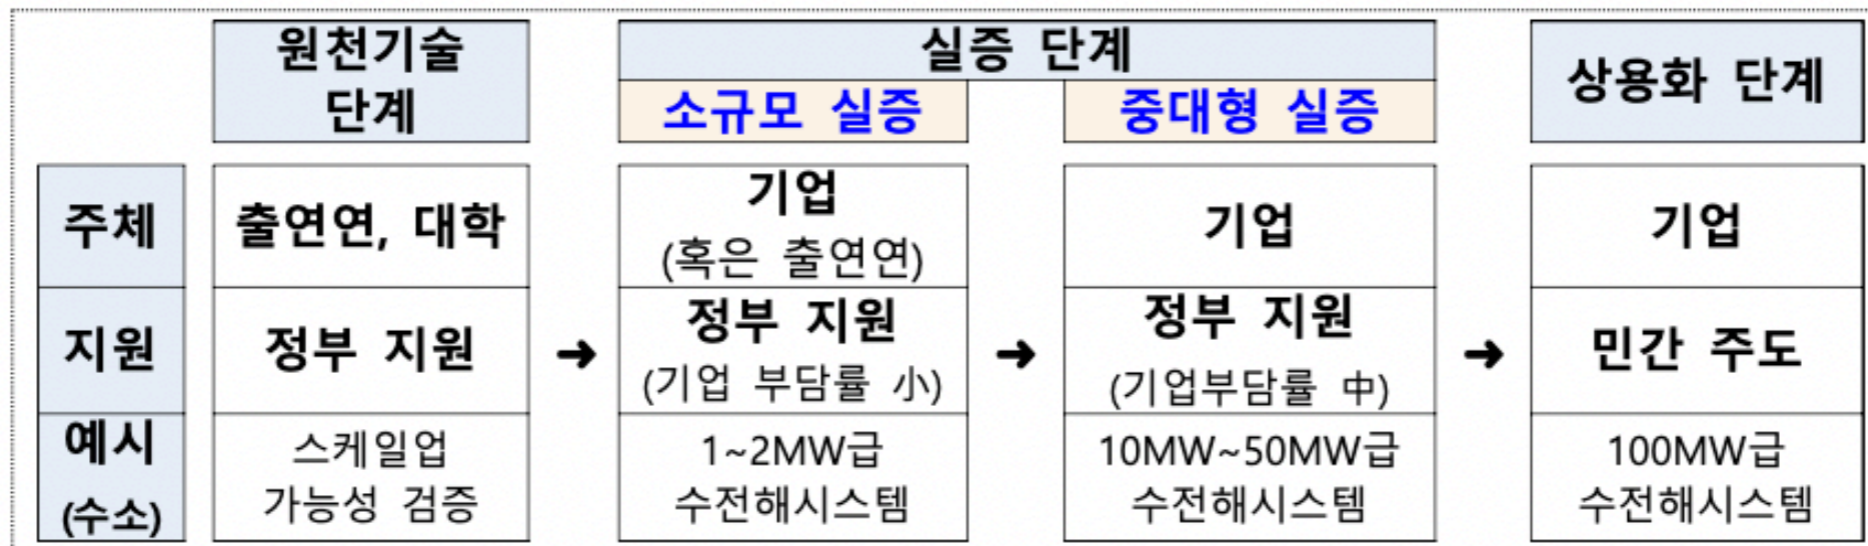 원천기술
단계
실증 단계
소규모 실증
중대형 실증
상용화 단계
주체
출연연, 대학
기업
(혹은 출연연)
기업
기업
지원
정부 지원
정부 지원
(기업 부담률 小)
정부 지원
(기업부담률 中)
민간 주도
예시
(수소)
스케일업
가능성 검증
1~2MW급
수전해시스템
10MW~50MW급
수전해시스템
100MW급
수전해시스템